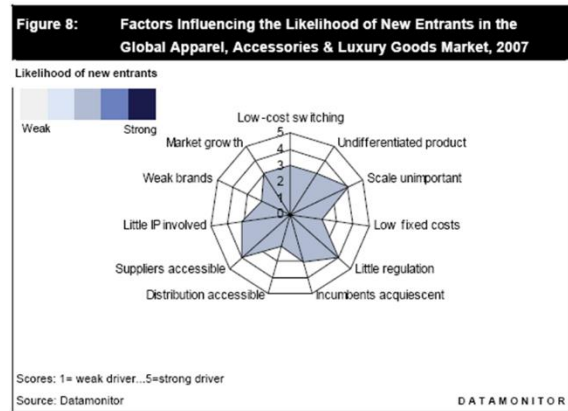 Figure 8: Factors Influencing the Likelihood of New Entrants in the
Global Apparel, Accessories & Luxury Goods Market, 2007
Likelihood of new entrants
Weak Strong
Low-cost switching
5
4
3
2
1
0
Market growth
Undifferentiated product
Weak brands
Scale unimportant
Little IP involved
Low fixed costs
Suppliers accessible
Little regulation
Distribution accessible
Incumbents acquiescent
Scores: 1= weak driver...5=strong driver
Source: Datamonitor
DATAMONITOR